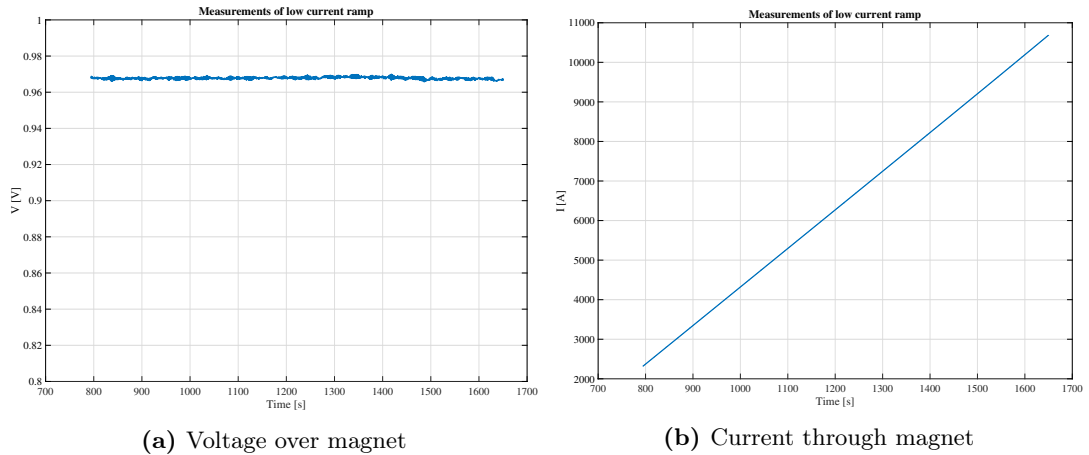 Measurements of low current ramp
1
0.98
0.96
0.94
0.92
0.9
0.88
0.86
0.84
0.82
0.8
V [V]
700 800 900 1000 1100 1200 1300 1400 1500 1600 1700
Time [s]
(a) Voltage over magnet
Measurements of low current ramp
11000
10000
9000
8000
7000
6000
5000
4000
3000
2000
I [A]
700 800 900 1000 1100 1200 1300 1400 1500 1600 1700
Time [s]
(b) Current through magnet